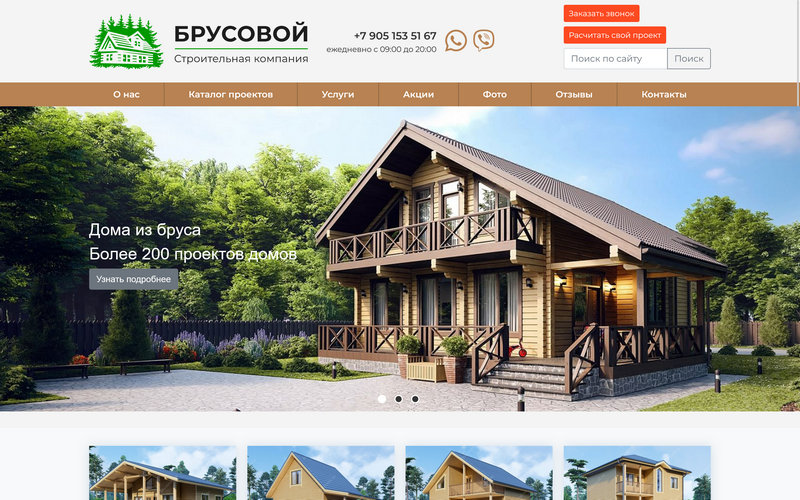 БРУСОВОЙ
Строительная компания
+7 905 153 51 67
ежедневно с 09:00 до 20:00
Заказать звонок
Расчитать свой проект
Поиск по сайту
Поиск
О нас
Каталог проектов
Услуги
Акции
Фото
Отзывы
Контакты
Дома из бруса
Более 200 проектов домов
Узнать подробнее